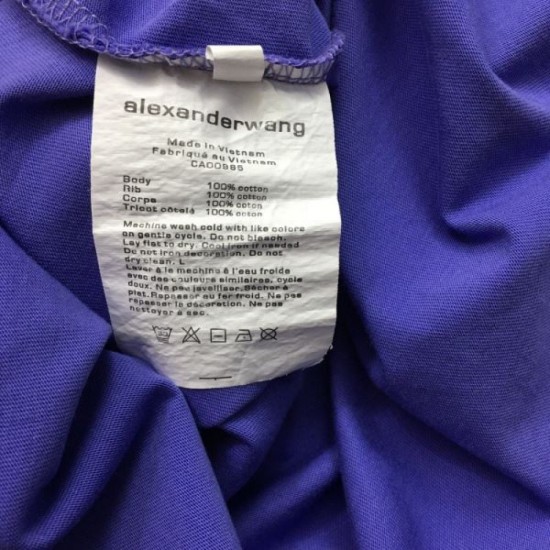 alexanderwang
Made in Vietnam
Fabriqué au Vietnam
CA00985
Body 100% cotton
Rib 100% cotton
Corps 100% coton
Tricot côtelé 100% coton
Machine wash cold with like colors
on gentle cycle. Do not bleach.
Lay flat to dry. Cool iron if needed
Do not iron decoration. Do not
dry clean. L
Laver à la machine à l'eau froide
avec des couleurs similaires, cycle
doux. Ne pas javelliser. Sécher à
plat. Repasser au fer froid. Ne pas
repasser la décoration. Ne pas
nettoyer a sec.